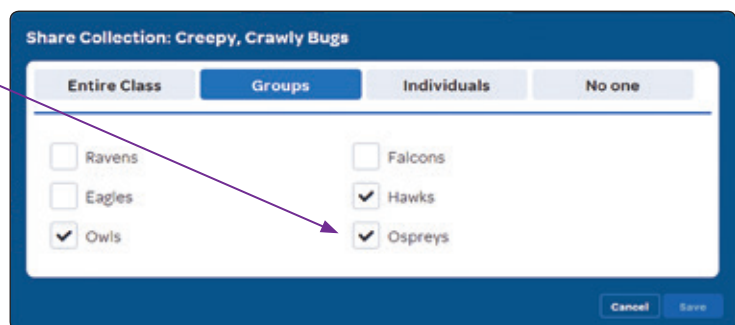 Share Collection: Creepy, Crawly Bugs
Entire Class Groups Individuals No one
Ravens Falcons
Eagles Hawks
Owls Ospreys
Cancel Save